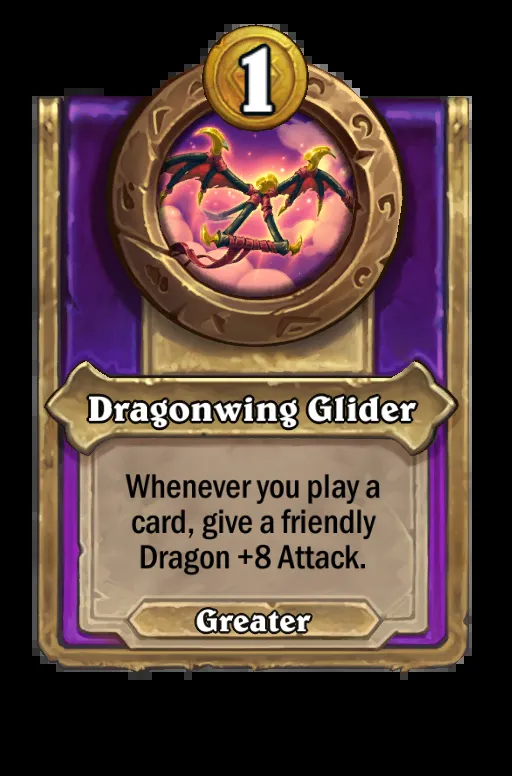 1
Dragonwing Glider
Whenever you play a
card, give a friendly
Dragon +8 Attack.
Greater